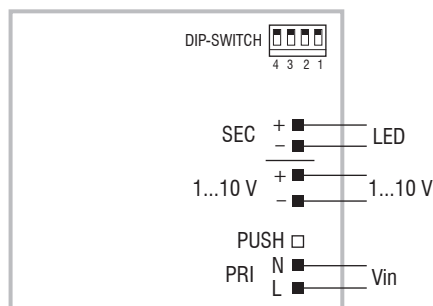 DIP-SWITCH
4 3 2 1
SEC + − LED
1...10 V + − 1...10 V
PUSH
PRI N L Vin